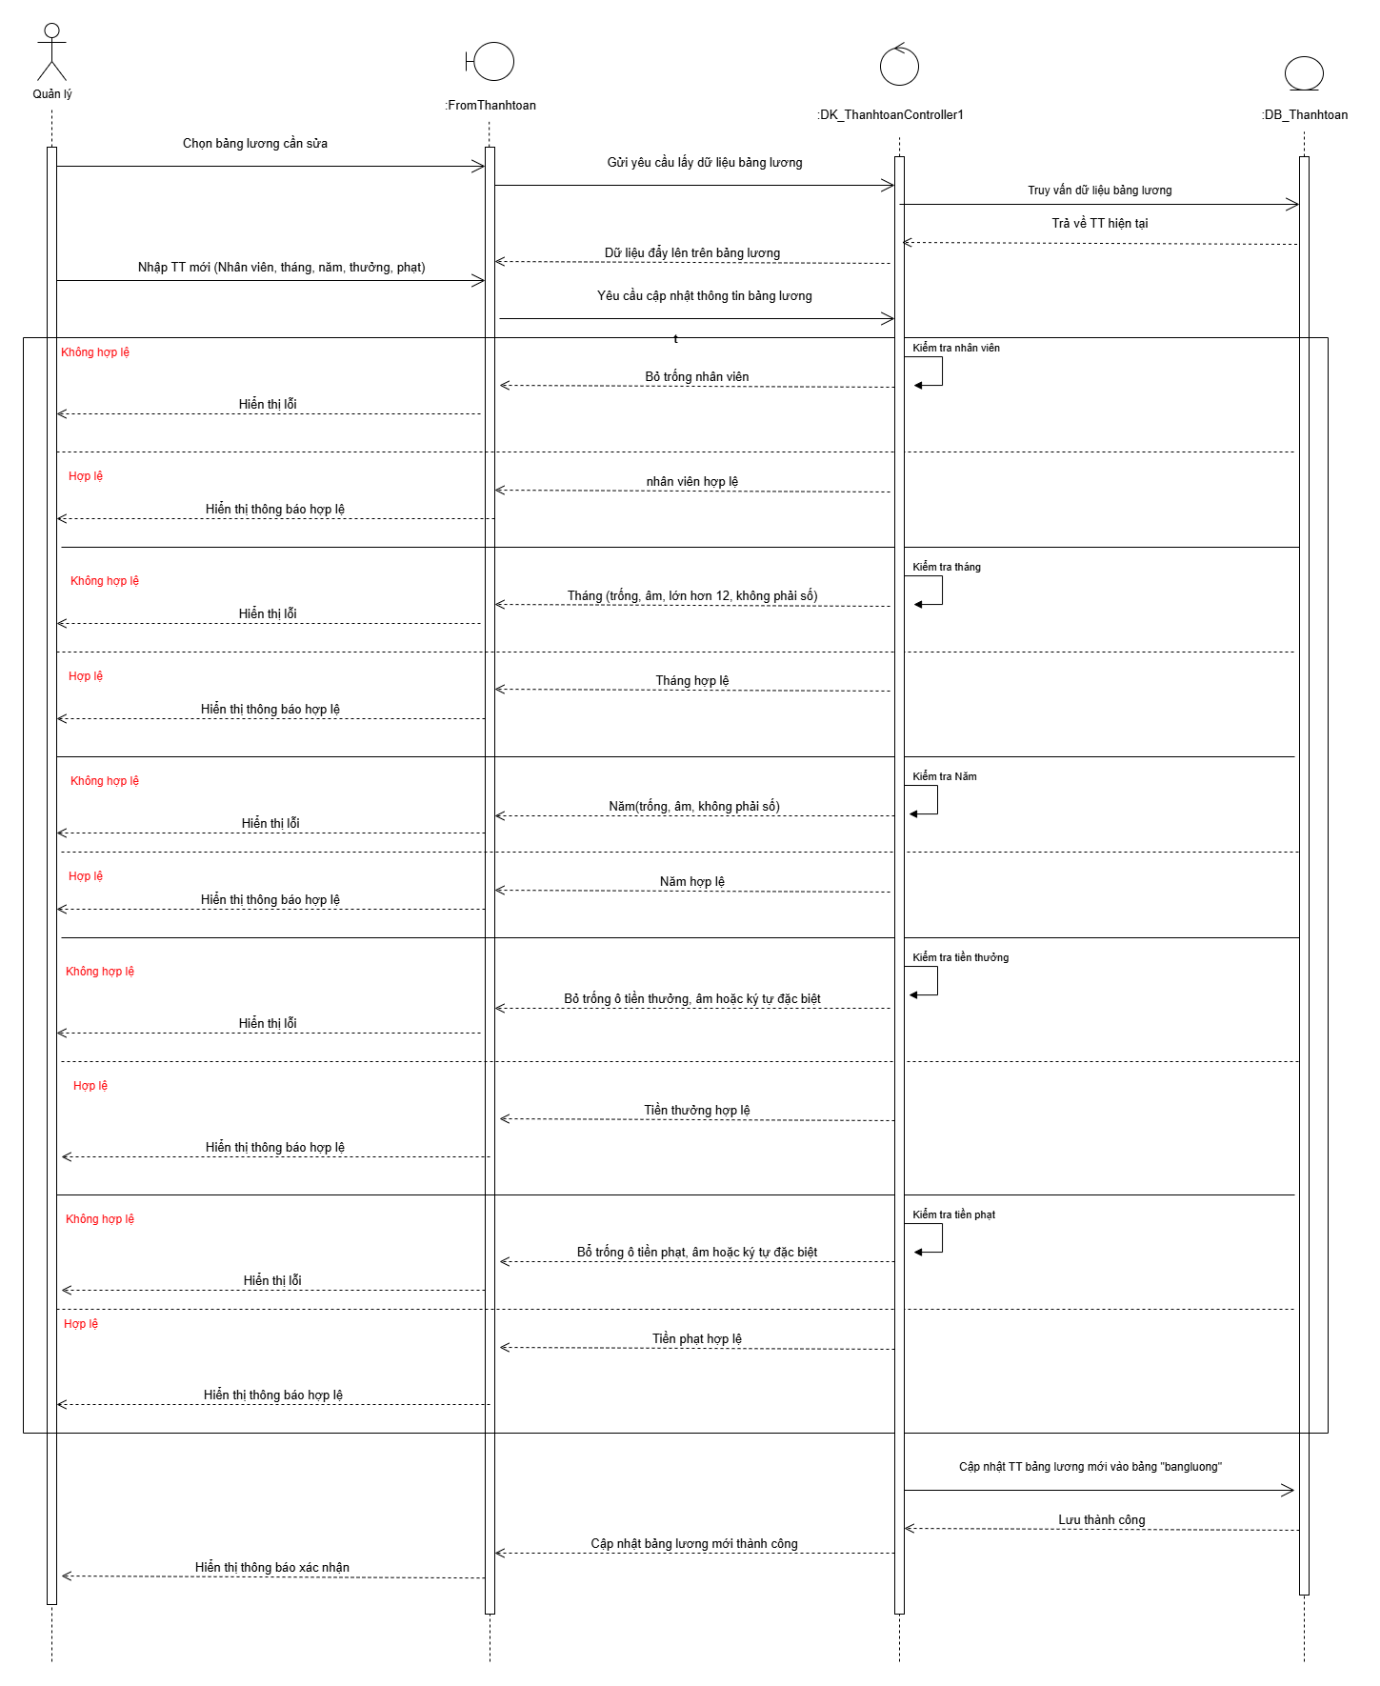 Quản lý
:FromThanhtoan
:DK_ThanhtoanController1
:DB_Thanhtoan
Chọn bảng lương cần sửa
Gửi yêu cầu lấy dữ liệu bảng lương
Truy vấn dữ liệu bảng lương
Trả về TT hiện tại
Dữ liệu đẩy lên trên bảng lương
Nhập TT mới (Nhân viên, tháng, năm, thưởng, phạt)
Yêu cầu cập nhật thông tin bảng lương
t
Không hợp lệ
Kiểm tra nhân viên
Bỏ trống nhân viên
Hiển thị lỗi
Hợp lệ
nhân viên hợp lệ
Hiển thị thông báo hợp lệ
Kiểm tra tháng
Không hợp lệ
Tháng (trống, âm, lớn hơn 12, không phải số)
Hiển thị lỗi
Hợp lệ
Tháng hợp lệ
Hiển thị thông báo hợp lệ
Kiểm tra Năm
Không hợp lệ
Năm(trống, âm, không phải số)
Hiển thị lỗi
Hợp lệ
Năm hợp lệ
Hiển thị thông báo hợp lệ
Kiểm tra tiền thưởng
Không hợp lệ
Bỏ trống ô tiền thưởng, âm hoặc ký tự đặc biệt
Hiển thị lỗi
Hợp lệ
Tiền thưởng hợp lệ
Hiển thị thông báo hợp lệ
Kiểm tra tiền phạt
Không hợp lệ
Bổ trống ô tiền phạt, âm hoặc ký tự đặc biệt
Hiển thị lỗi
Hợp lệ
Tiền phạt hợp lệ
Hiển thị thông báo hợp lệ
Cập nhật TT bảng lương mới vào bảng "bangluong"
Lưu thành công
Cập nhật bảng lương mới thành công
Hiển thị thông báo xác nhận